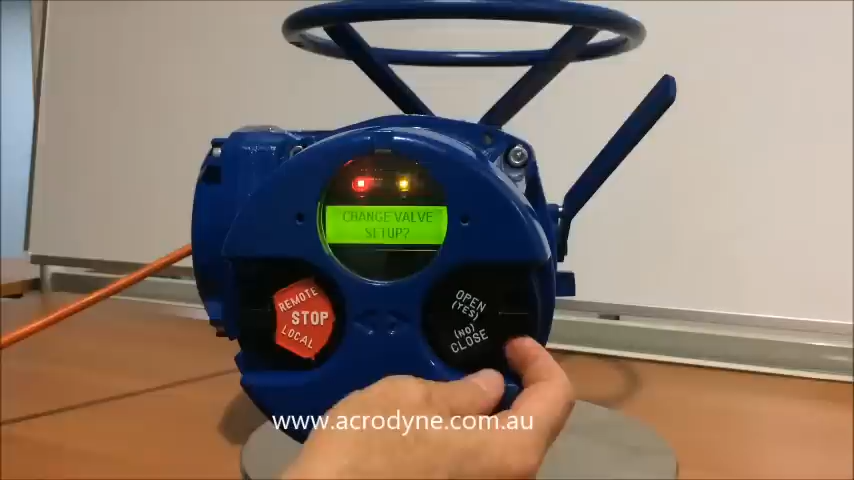 CHANGE VALVE
SETUP?
REMOTE
STOP
LOCAL
OPEN
(YES)
(NO)
CLOSE
www.acrodyne.com.au